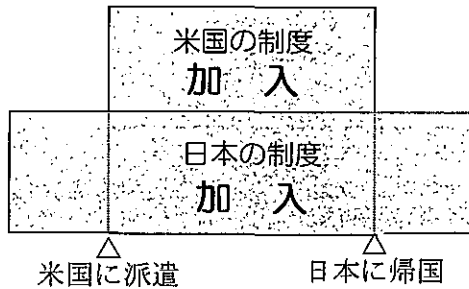 米国の制度
加 入
日本の制度
加 入
米国に派遣
日本に帰国